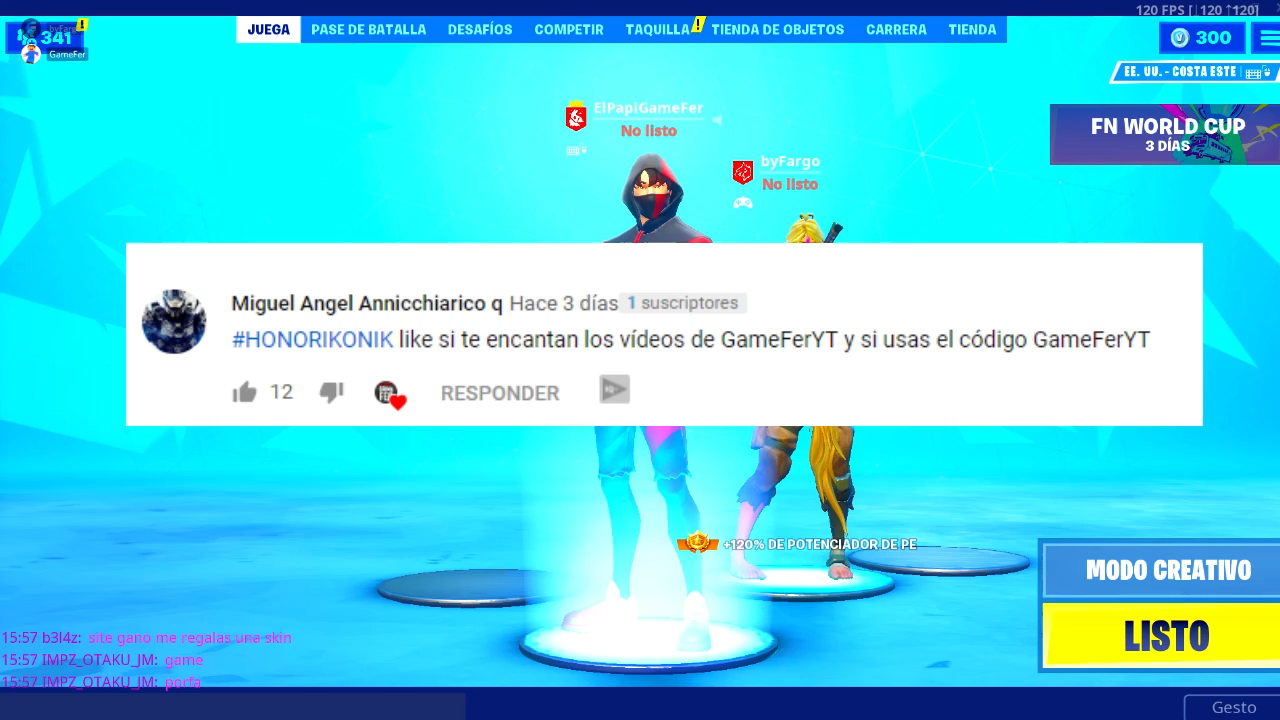 120 FPS [ 120 ↑120]
byFargo
341
GameFer
JUEGA PASE DE BATALLA DESAFÍOS COMPETIR TAQUILLA TIENDA DE OBJETOS CARRERA TIENDA
300
EE. UU. - COSTA ESTE
FN WORLD CUP
3 DÍAS
ElPapiGameFer
No listo
byFargo
No listo
Miguel Angel Annicchiarico q Hace 3 días 1 suscriptores
#HONORIKONIK like si te encantan los vídeos de GameFerYT y si usas el código GameFerYT
12 RESPONDER
+120% DE POTENCIADOR DE PE
MODO CREATIVO
LISTO
15:57 b3l4z: site gano me regalas una skin
15:57 IMPZ_OTAKU_JM: game
15:57 IMPZ_OTAKU_JM: porfa
Gesto